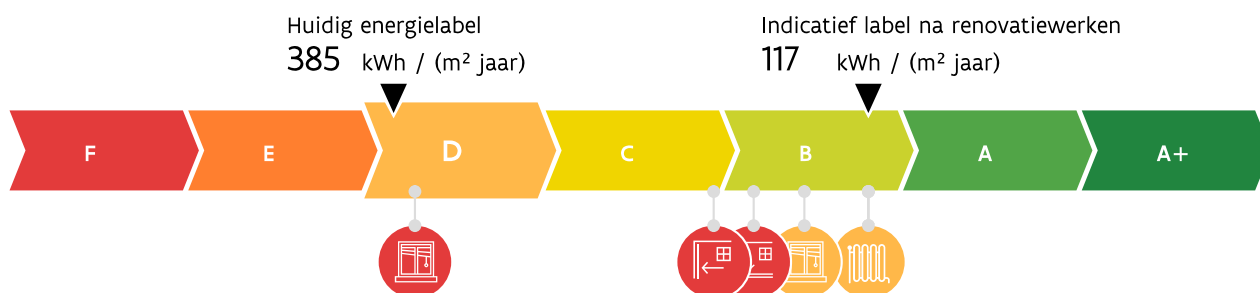 Huidig energielabel
385 kWh / (m² jaar)
Indicatief label na renovatiewerken
117 kWh / (m² jaar)
F E D C B A A+